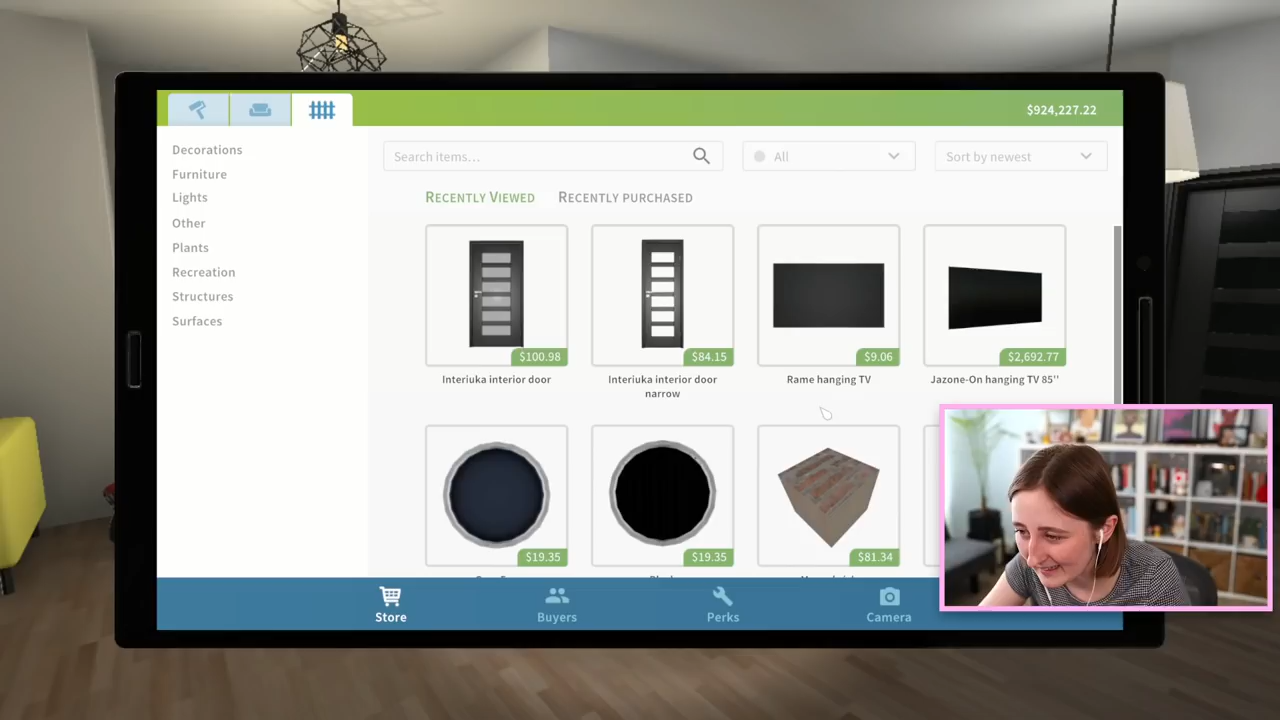 $924,227.22
Decorations
Furniture
Lights
Other
Plants
Recreation
Structures
Surfaces
Search items...
All
Sort by newest
RECENTLY VIEWED
RECENTLY PURCHASED
$100.98
$84.15
$9.06
$2,692.77
Interiuka interior door
Interiuka interior door
narrow
Rame hanging TV
Jazone-On hanging TV 85''
$19.35
$19.35
$81.34
Store
Buyers
Perks
Camera